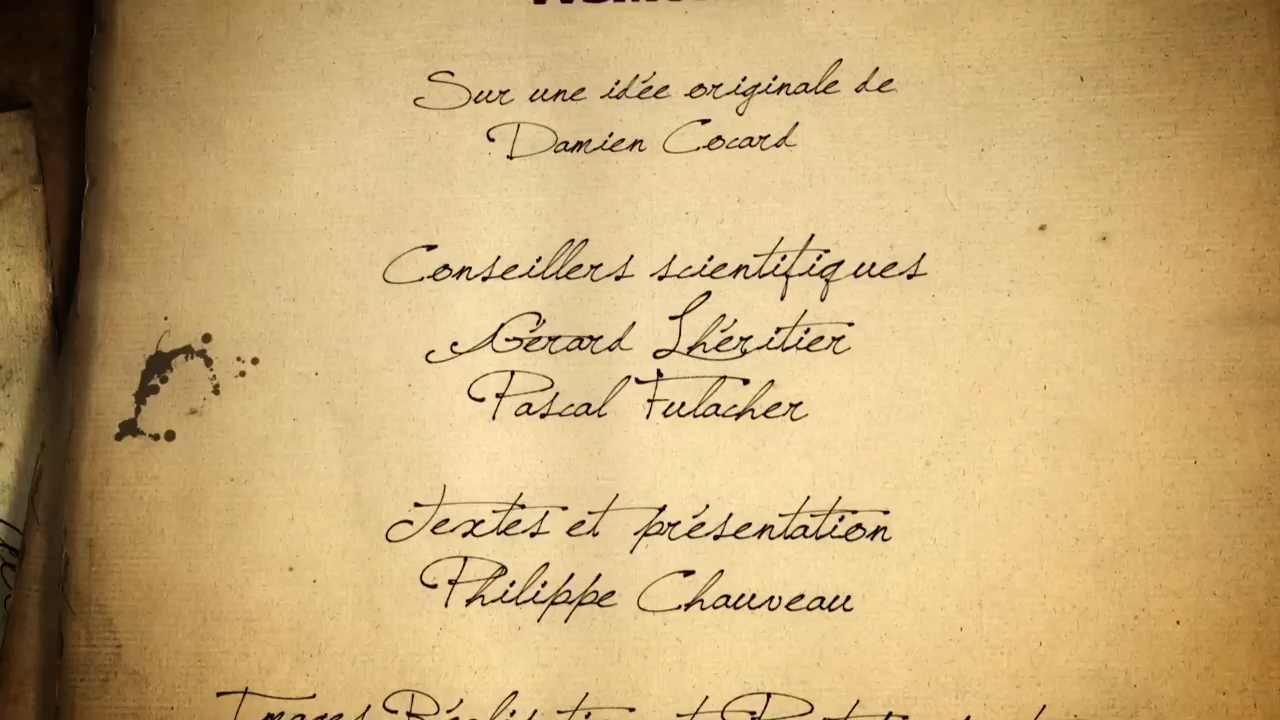 Sur une idée originale de
Damien Cocard
Conseillers scientifiques
Gérard Lhéritier
Pascal Fulacher
Textes et présentation
Philippe Chauveau